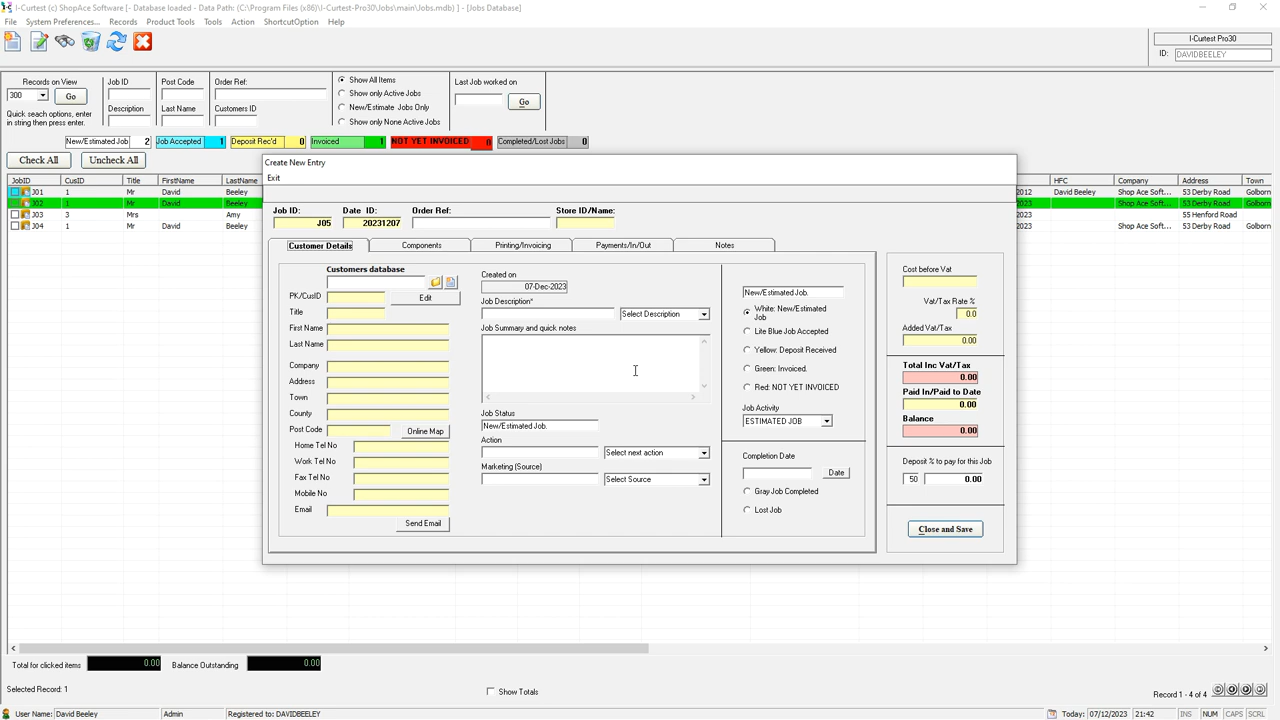 I-Curtest (c) ShopAce Software [ - Database loaded - Data Path: (C:\Program Files (x86)\I-Curtest-Pro30\Jobs\main\Jobs.mdb) ] - [Jobs Database]
File System Preferences... Records Product Tools Tools Action ShortcutOption Help
I-Curtest Pro30
ID: DAVIDBEELEY
Records on View Job ID Post Code Order Ref: Show All Items Last Job worked on
300 Go Show only Active Jobs Go
Quick seach options, enter in string then press enter. Description Last Name Customers ID New/Estimate Jobs Only
Show only None Active Jobs
New/Estimated Job 2 Job Accepted 1 Deposit Rec'd 0 Invoiced 1 NOT YET INVOICED 0 Completed/Lost Jobs 0
Check All Uncheck All
JobID CusID Title FirstName LastName HFC Company Address Town
J01 1 Mr David Beeley 2012 David Beeley Shop Ace Soft... 53 Derby Road Golborn
J02 2023 Shop Ace Soft... 53 Derby Road Golborn
J03 3 Mrs Amy 2023 55 Henford Road
J04 1 Mr David Beeley 2023 Shop Ace Soft... 53 Derby Road Golborn
Create New Entry
Exit
Job ID: Date ID: Order Ref: Store ID/Name:
J05 20231207
Customer Details Components Printing/Invoicing Payments/In/Out Notes
Customers database
PK/CusID Edit
Title
First Name
Last Name
Company
Address
Town
County
Post Code Online Map
Home Tel No
Work Tel No
Fax Tel No
Mobile No
Email
Send Email
Created on
07-Dec-2023
Job Description*
Select Description
Job Summary and quick notes
Job Status
New/Estimated Job.
Action
Select next action
Marketing (Source)
Select Source
New/Estimated Job.
White: New/Estimated Job
Lite Blue Job Accepted
Yellow: Deposit Received
Green: Invoiced.
Red: NOT YET INVOICED
Job Activity
ESTIMATED JOB
Completion Date
Date
Gray Job Completed
Lost Job
Cost before Vat
Vat/Tax Rate %
0.0
Added Vat/Tax
0.00
Total Inc Vat/Tax
0.00
Paid In/Paid to Date
0.00
Balance
0.00
Deposit % to pay for this Job
50 0.00
Close and Save
Total for clicked items 0.00 Balance Outstanding 0.00
Selected Record: 1 Show Totals Record 1 - 4 of 4
User Name: David Beeley Admin Registered to: DAVIDBEELEY Today: 07/12/2023 21:42 INS NUM CAPS SCRL